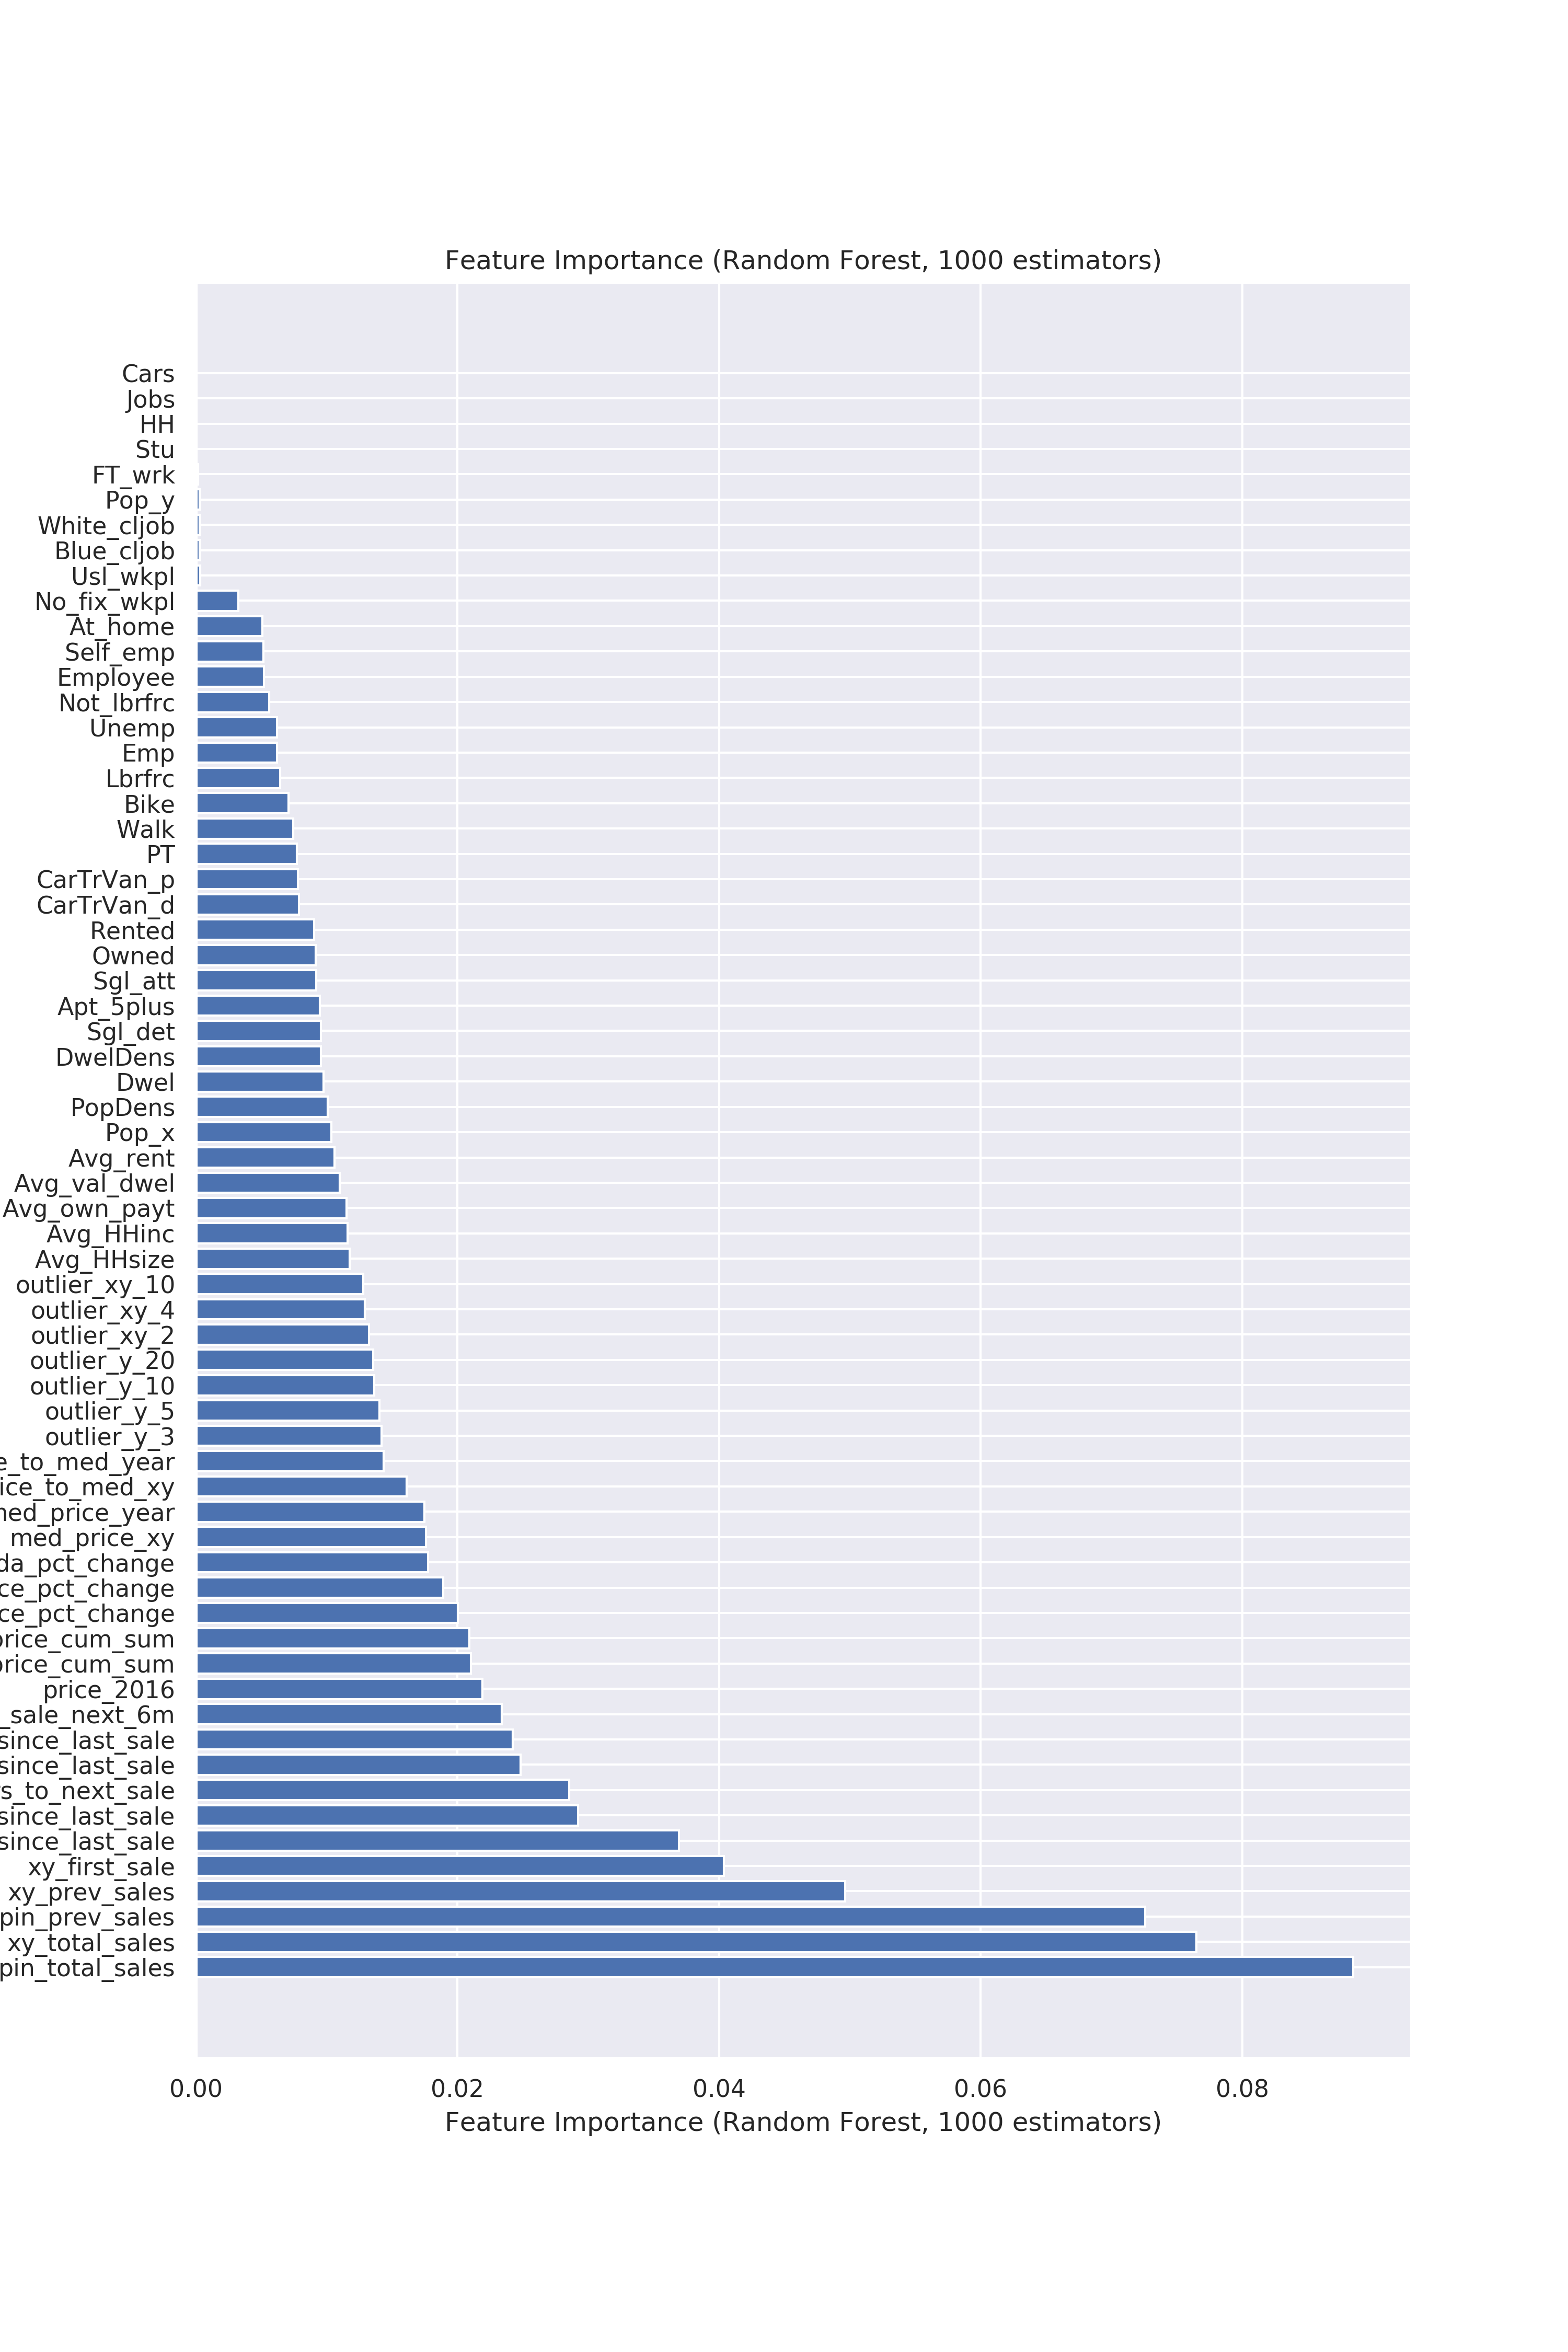 Feature Importance (Random Forest, 1000 estimators)
Cars
Jobs
HH
Stu
FT_wrk
Pop_y
White_cljob
Blue_cljob
Usl_wkpl
No_fix_wkpl
At_home
Self_emp
Employee
Not_lbrfrc
Unemp
Emp
Lbrfrc
Bike
Walk
PT
CarTrVan_p
CarTrVan_d
Rented
Owned
Sgl_att
Apt_5plus
Sgl_det
DwelDens
Dwel
PopDens
Pop_x
Avg_rent
Avg_val_dwel
Avg_own_payt
Avg_HHinc
Avg_HHsize
outlier_xy_10
outlier_xy_4
outlier_xy_2
outlier_y_20
outlier_y_10
outlier_y_5
outlier_y_3
e_to_med_year
ice_to_med_xy
med_price_year
med_price_xy
da_pct_change
ce_pct_change
ce_pct_change
price_cum_sum
price_cum_sum
price_2016
_sale_next_6m
since_last_sale
since_last_sale
s_to_next_sale
since_last_sale
since_last_sale
xy_first_sale
xy_prev_sales
pin_prev_sales
xy_total_sales
pin_total_sales
0.00 0.02 0.04 0.06 0.08
Feature Importance (Random Forest, 1000 estimators)